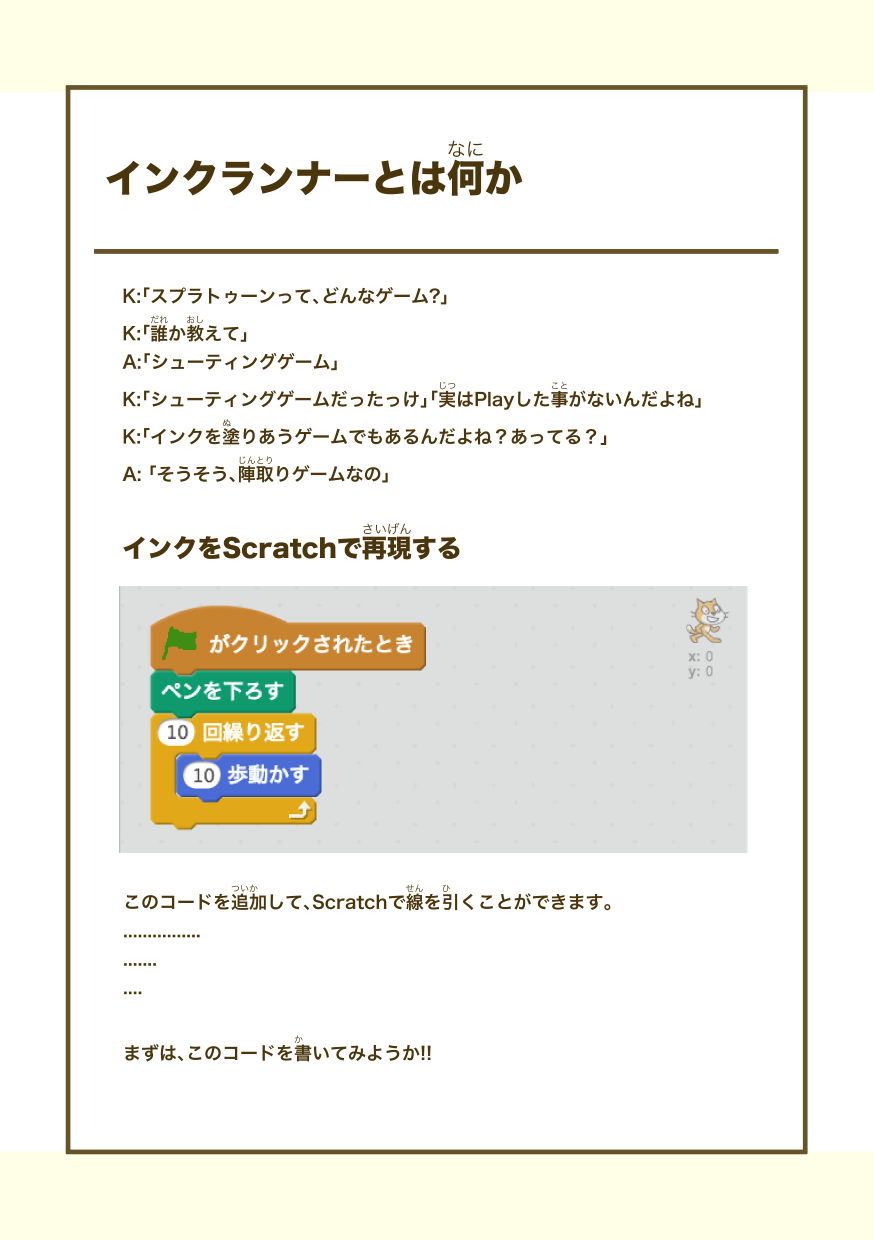 なに
インクランナーとは何か
K:「スプラトゥーンって、どんなゲーム?」
だれ おし
K:「誰か教えて」
A:「シューティングゲーム」
じつ こと
K:「シューティングゲームだったっけ」「実はPlayした事がないんだよね」
ぬ
K:「インクを塗りあうゲームでもあるんだよね？あってる？」
じんとり
A: 「そうそう、陣取りゲームなの」
さいげん
インクをScratchで再現する
がクリックされたとき
x: 0
y: 0
ペンを下ろす
10 回繰り返す
10 歩動かす
ついか せん ひ
このコードを追加して、Scratchで線を引くことができます。
................
.......
....
か
まずは、このコードを書いてみようか!!